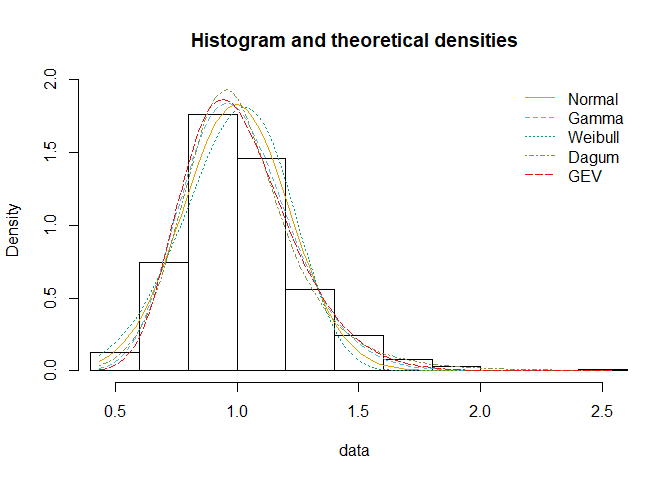 Histogram and theoretical densities
Density
2.0
1.5
1.0
0.5
0.0
Normal
Gamma
Weibull
Dagum
GEV
0.5 1.0 1.5 2.0 2.5
data